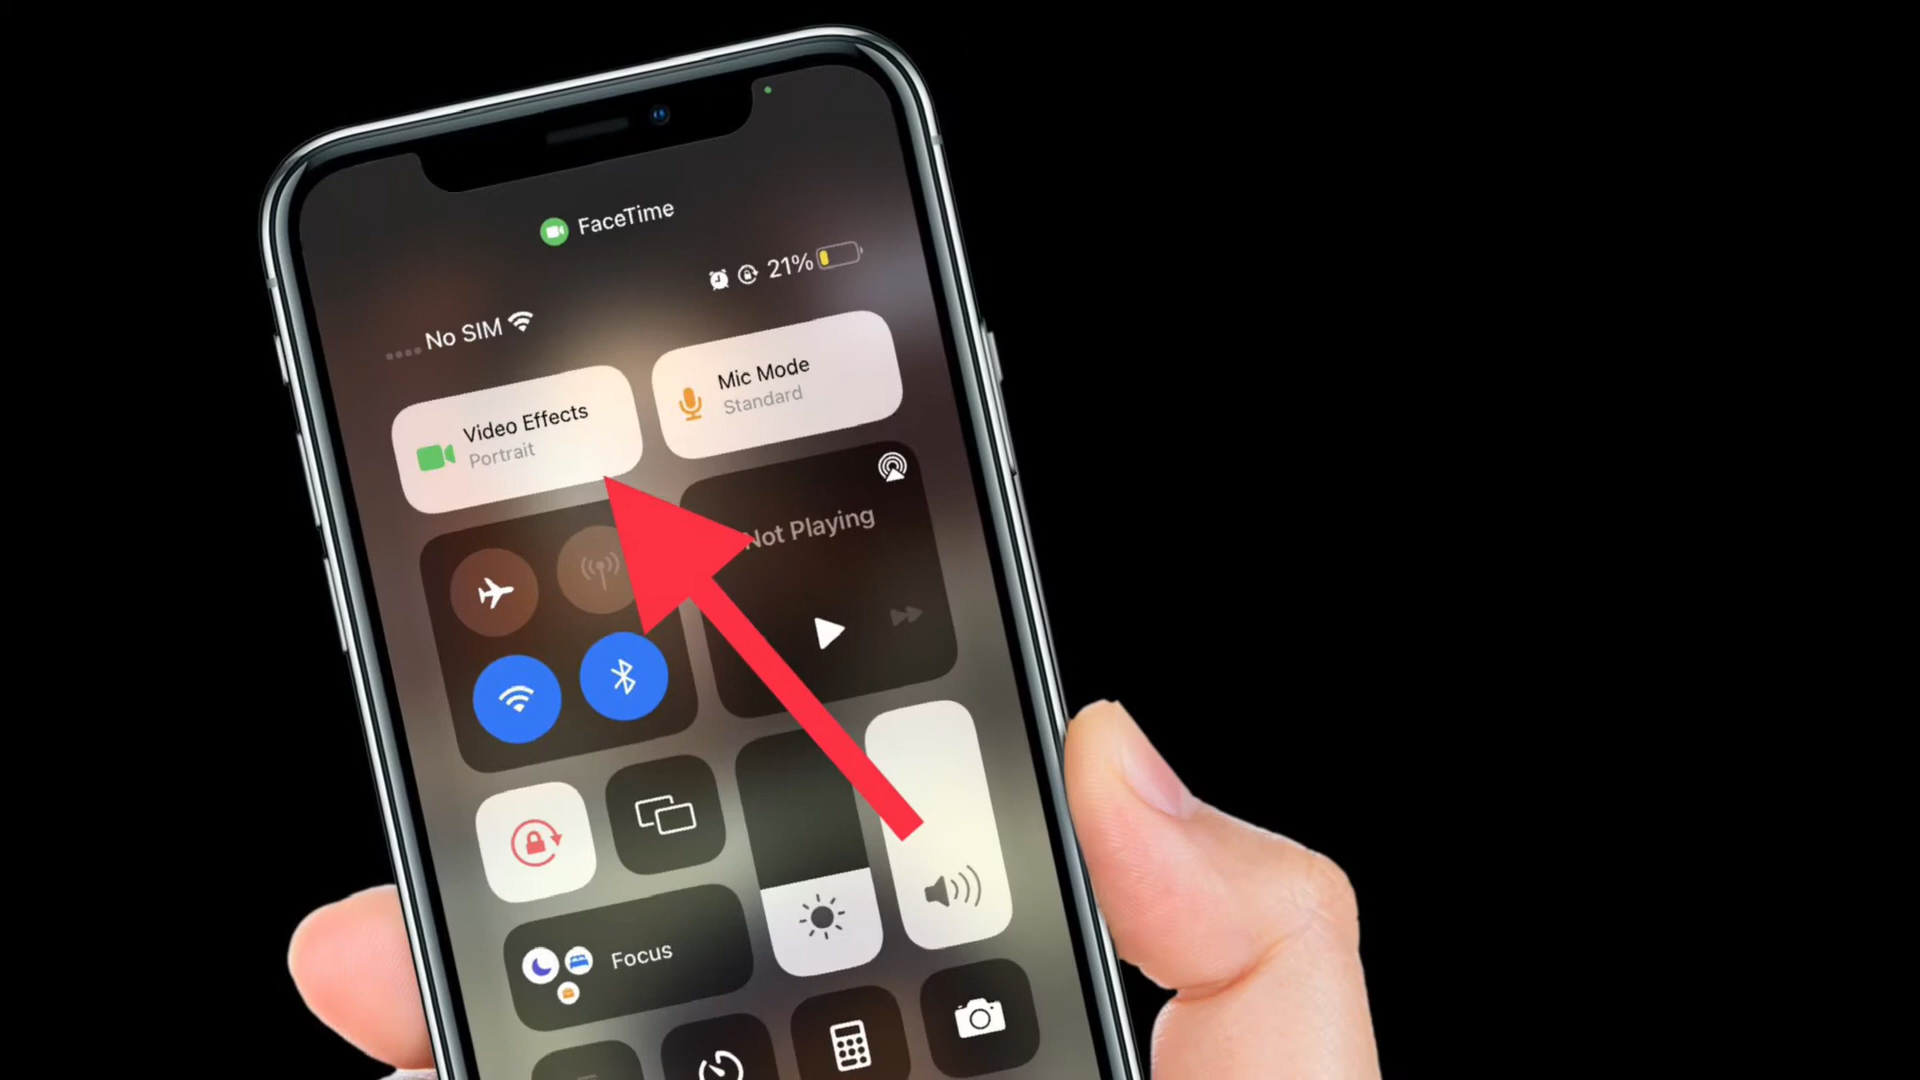 FaceTime
21%
No SIM
Video Effects
Portrait
Mic Mode
Standard
Not Playing
Focus